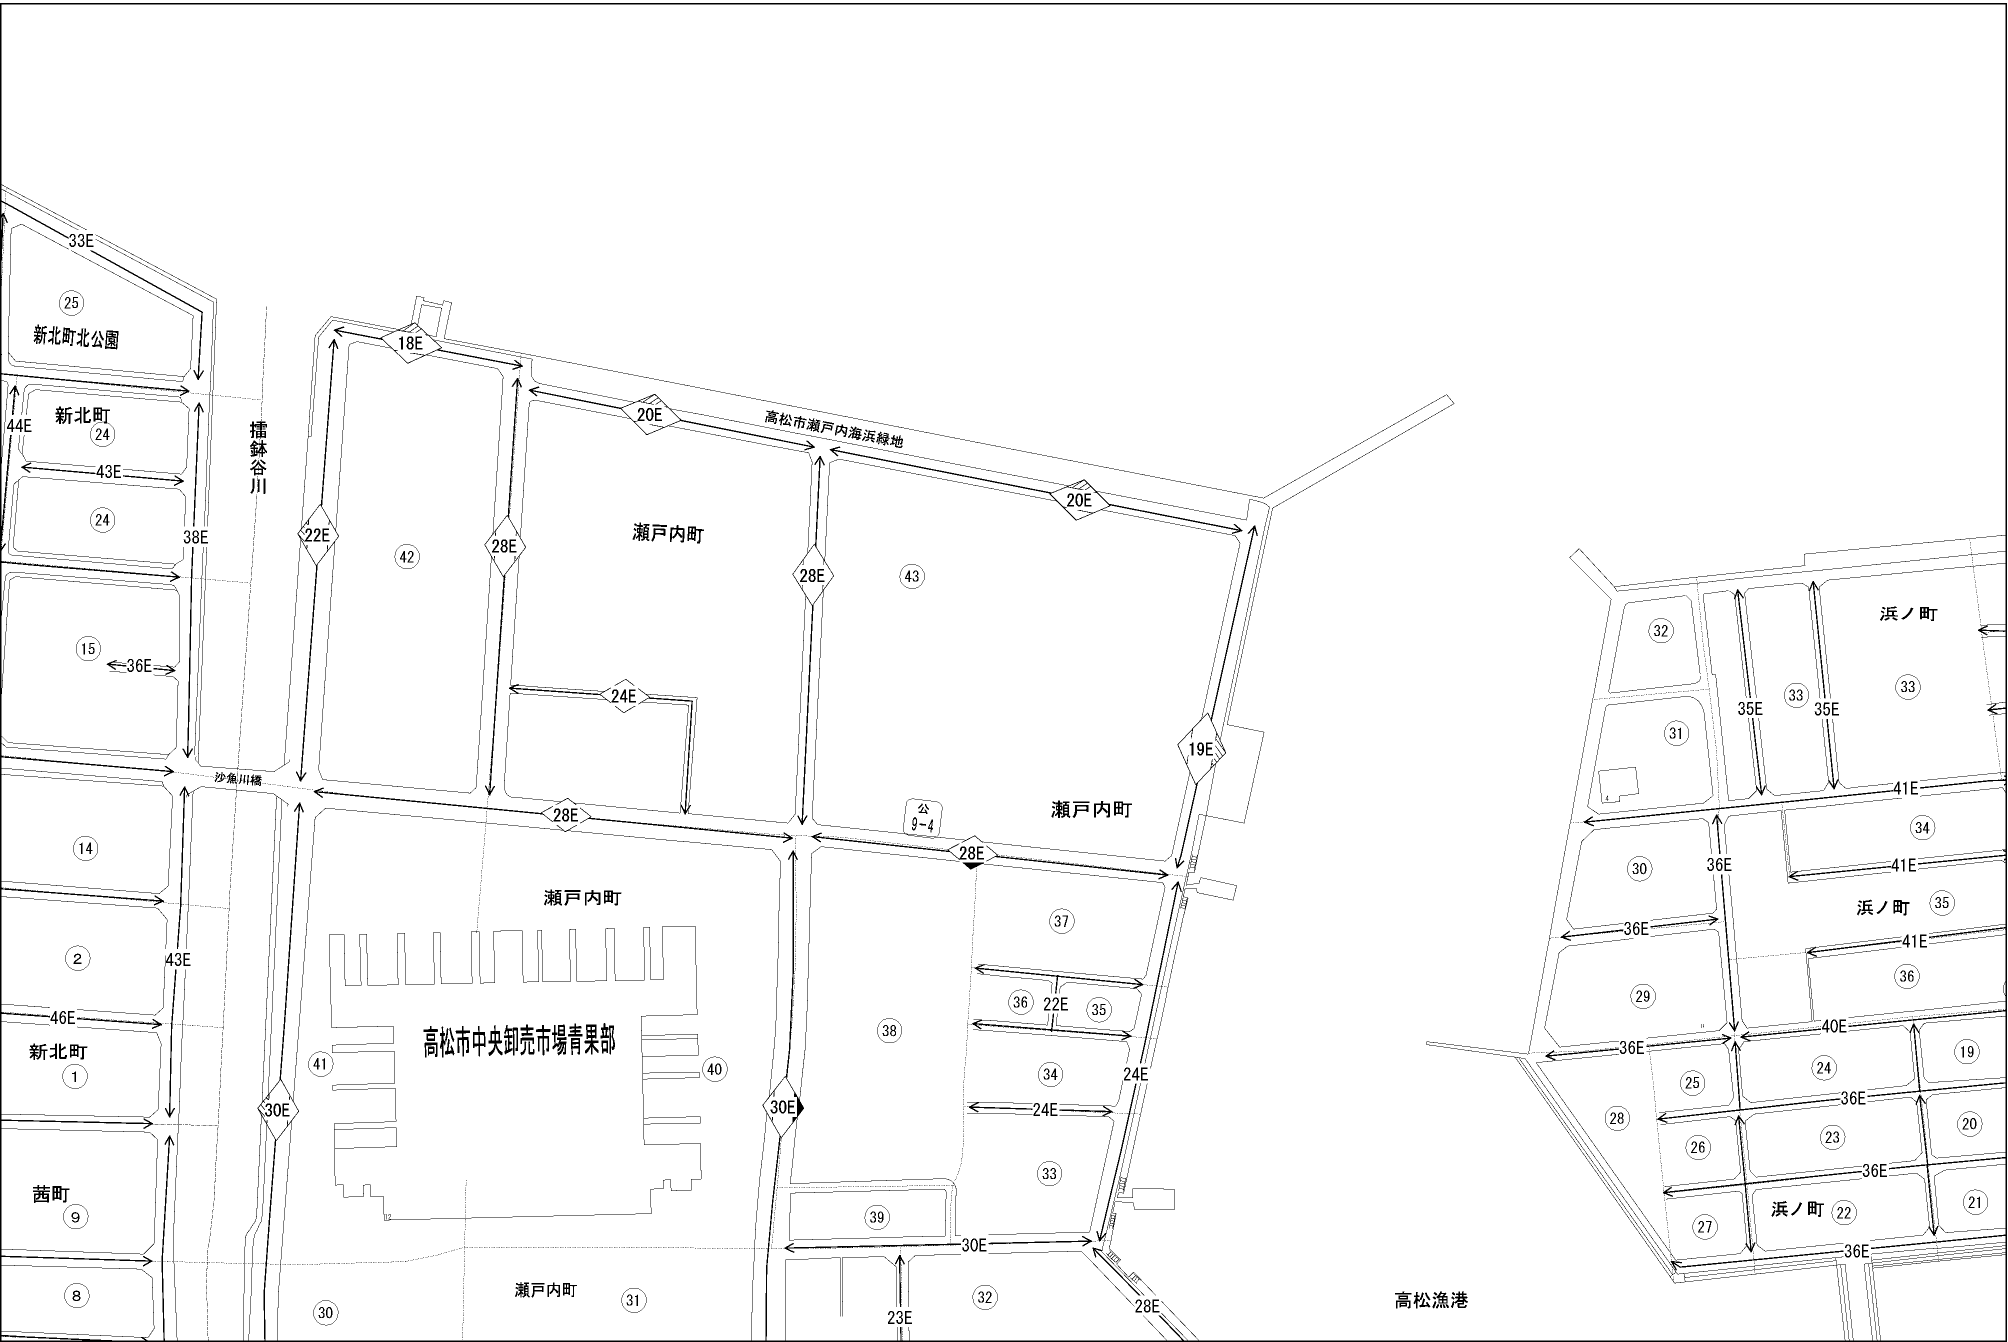 33E
25
新北町北公園
18E
44E
新北町
24
43E
24
38E
擂鉢谷川
22E
42
28E
20E
高松市瀬戸内海浜緑地
20E
瀬戸内町
28E
43
15
36E
24E
19E
瀬戸内町
沙魚川橋
28E
公
9-4
28E
32
浜ノ町
33
33
35E
35E
31
4
41E
34
30
36E
41E
浜ノ町
35
36E
41E
36
29
14
瀬戸内町
37
2
43E
36
22E
35
46E
新北町
1
高松市中央卸売市場青果部
41
40
38
34
24E
24E
36E
40E
19
25
24
36E
28
30E
30E
26
23
20
36E
茜町
9
33
12
39
27
浜ノ町
22
21
30E
36E
8
30
瀬戸内町
31
23E
32
28E
高松漁港